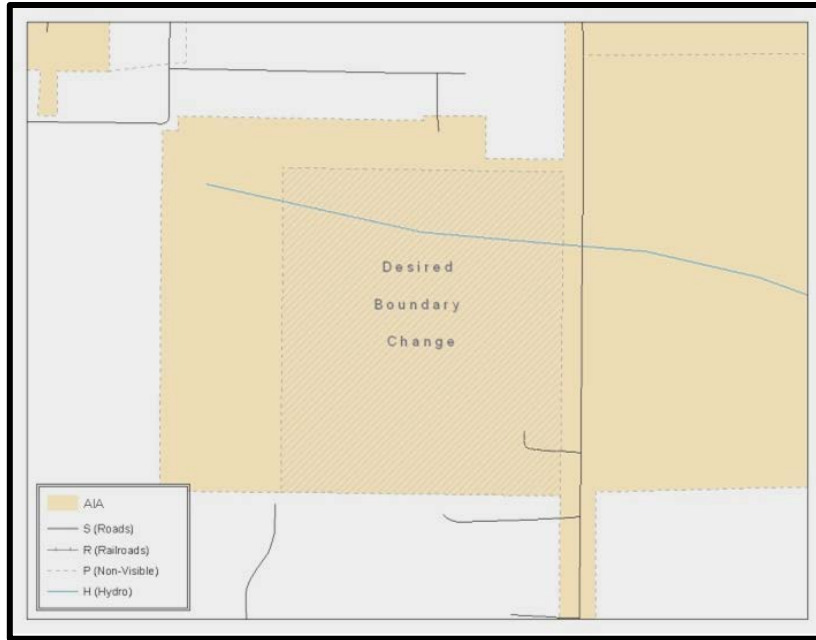 Desired
Boundary
Change
AIA
S (Roads)
R (Railroads)
P (Non-Visible)
H (Hydro)